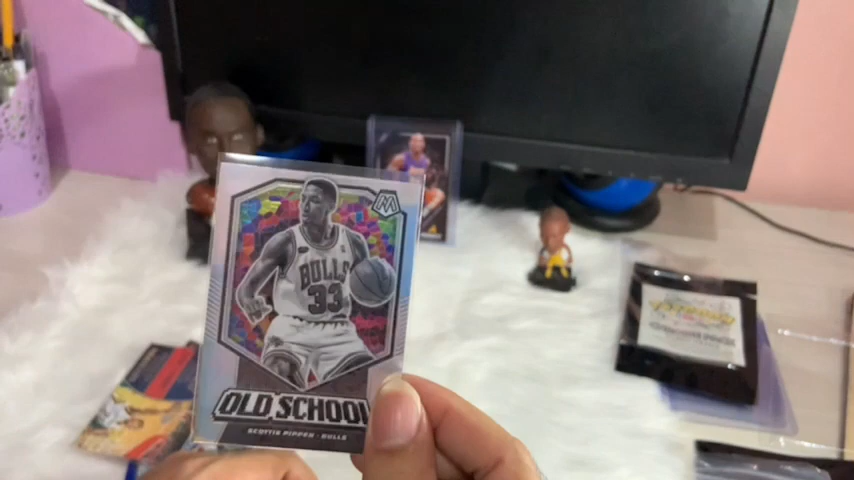 BULLS
33
OLD SCHOOL
SCOTTIE PIPPEN · BULLS